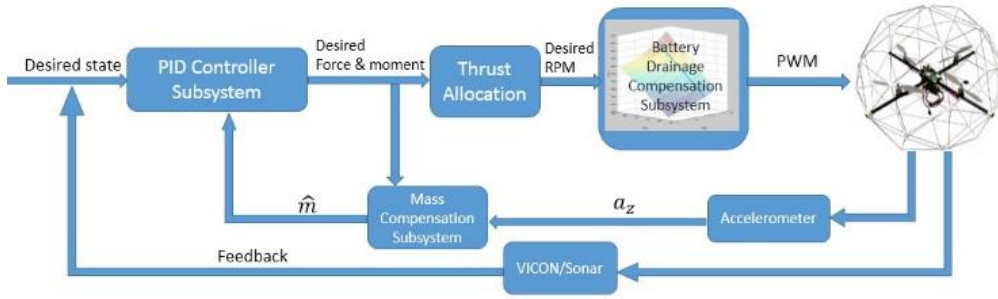 Desired state
PID Controller
Subsystem
Desired
Force & moment
Thrust
Allocation
Desired
RPM
Battery
Drainage
Compensation
Subsystem
PWM
m̂
Mass
Compensation
Subsystem
a_z
Accelerometer
Feedback
VICON/Sonar